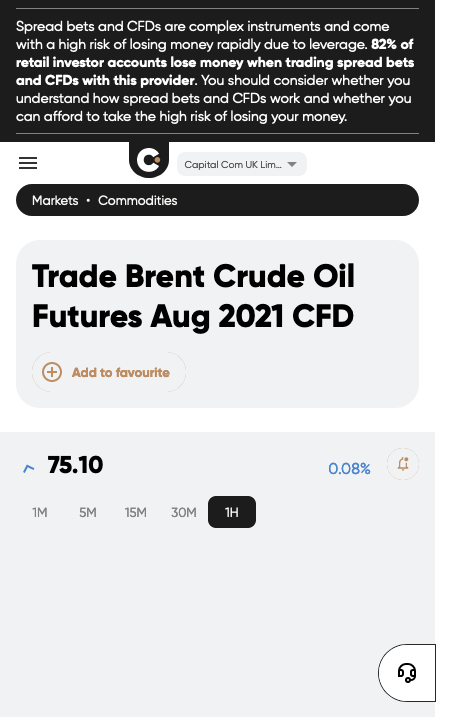 Spread bets and CFDs are complex instruments and come
with a high risk of losing money rapidly due to leverage. 82% of
retail investor accounts lose money when trading spread bets
and CFDs with this provider. You should consider whether you
understand how spread bets and CFDs work and whether you
can afford to take the high risk of losing your money.
Capital Com UK Lim...
Markets • Commodities
Trade Brent Crude Oil
Futures Aug 2021 CFD
Add to favourite
75.10 0.08%
1M 5M 15M 30M 1H